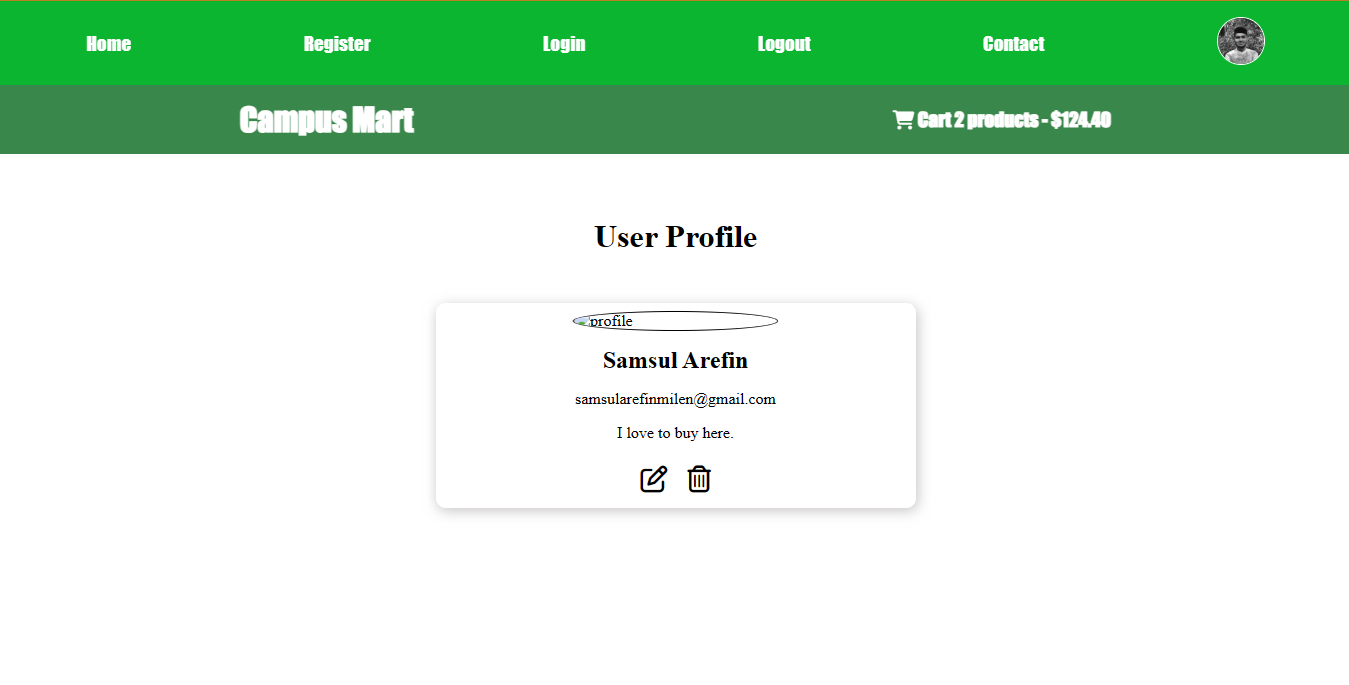 Home Register Login Logout Contact
Campus Mart Cart 2 products - $124.40
User Profile
profile
Samsul Arefin
samsularefinmilen@gmail.com
I love to buy here.